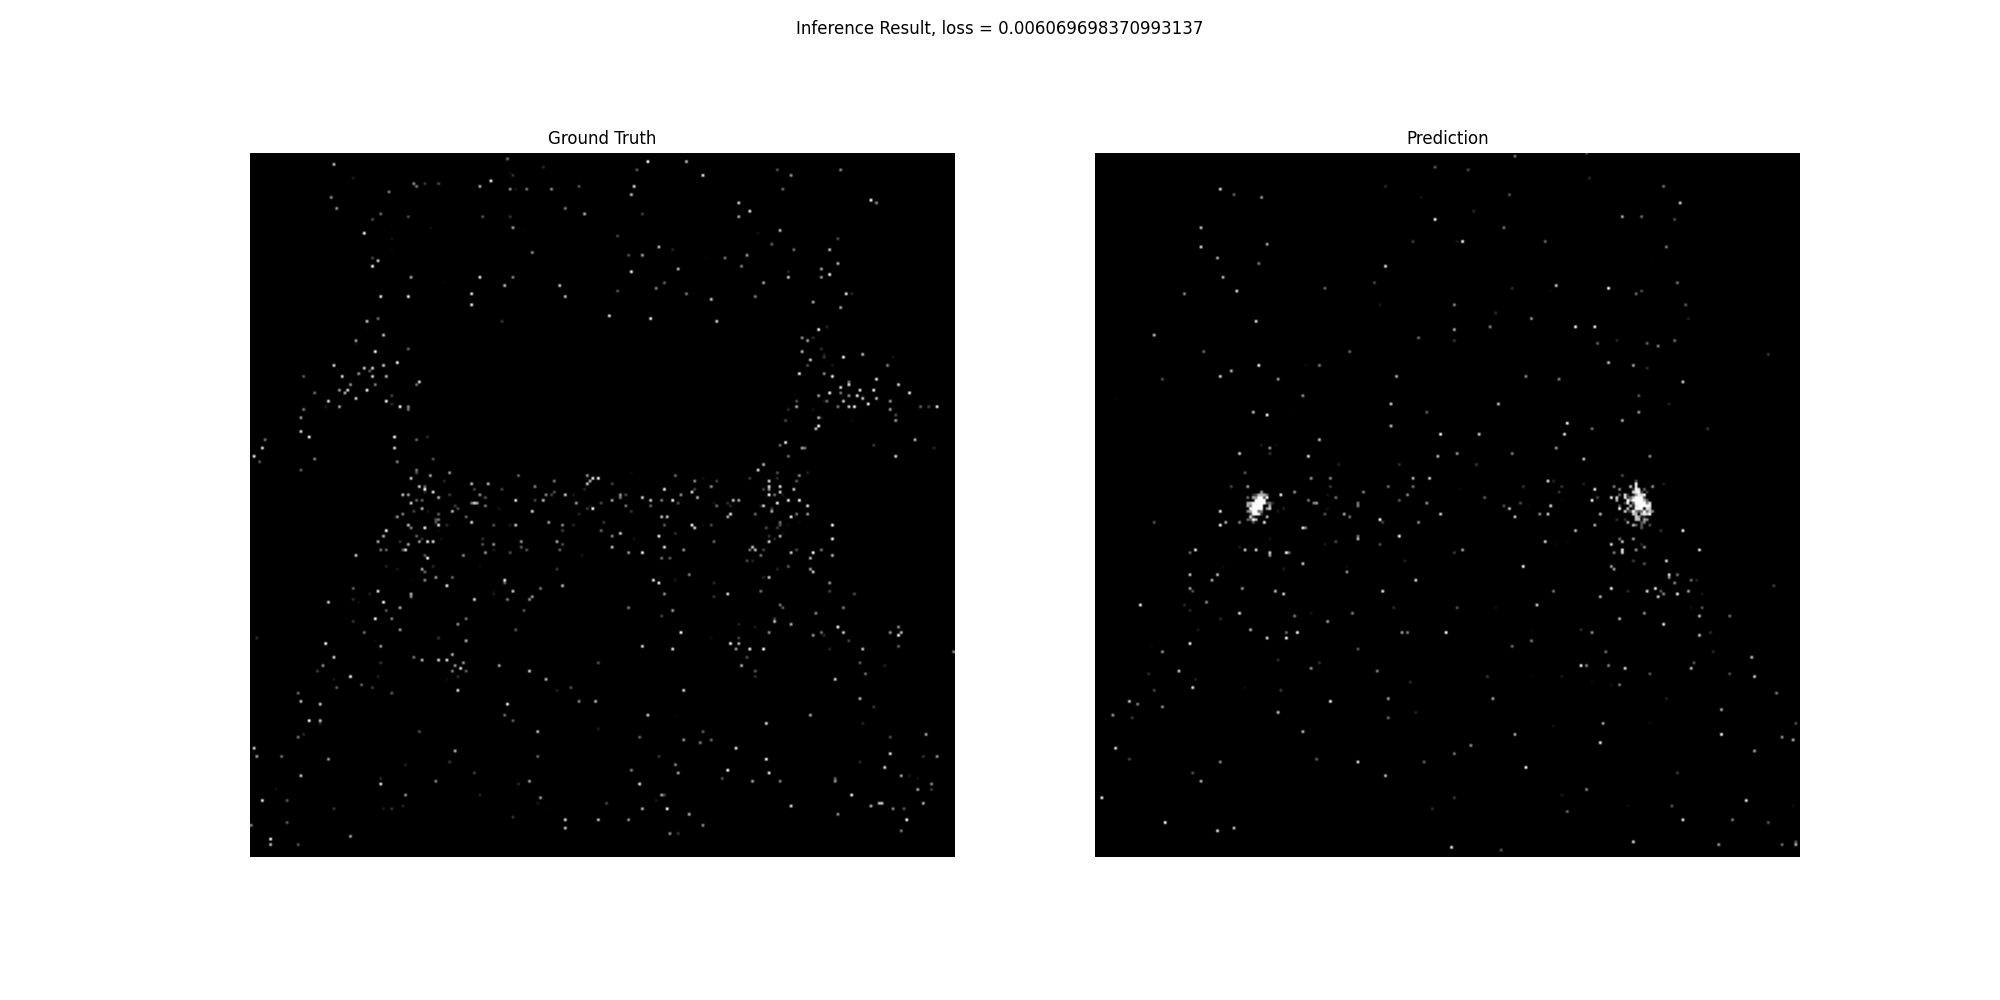 Inference Result, loss = 0.006069698370993137
Ground Truth
Prediction